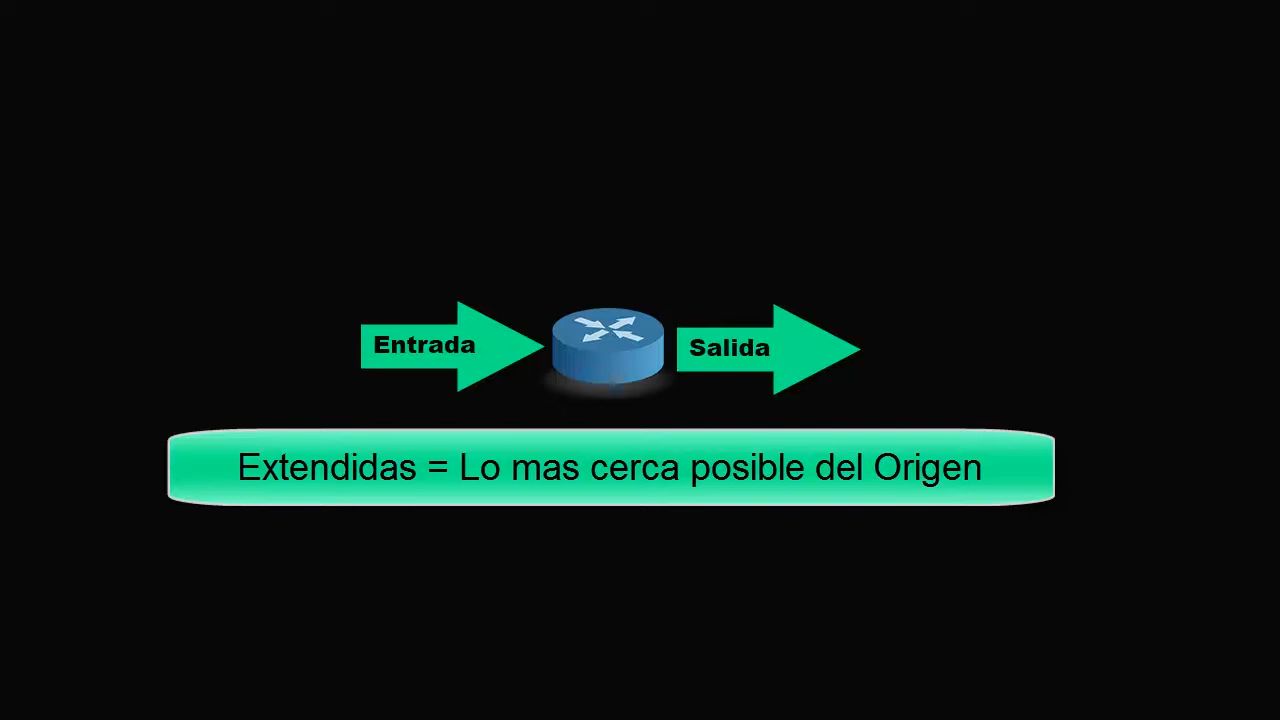 Entrada
Salida
Extendidas = Lo mas cerca posible del Origen